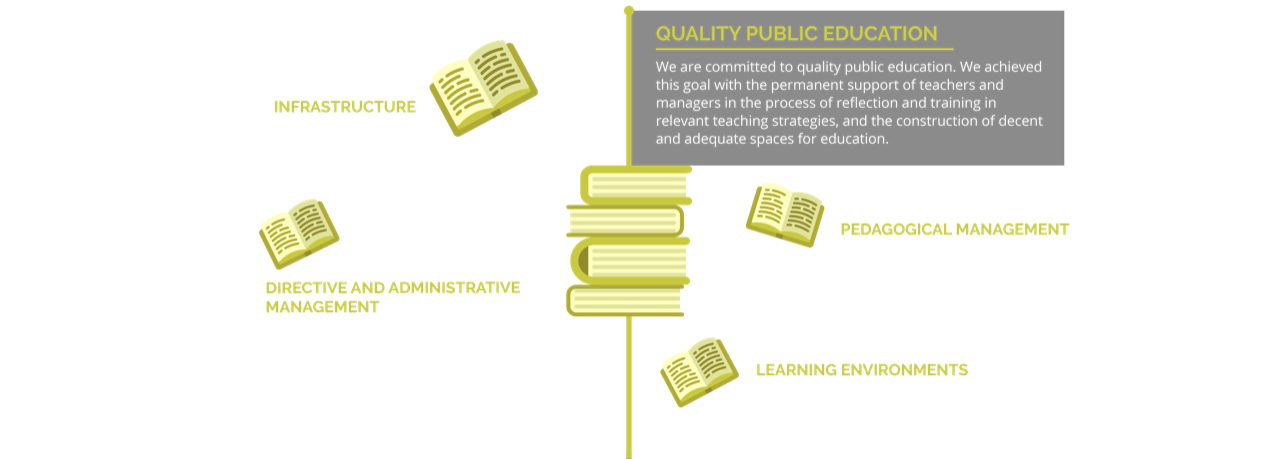 QUALITY PUBLIC EDUCATION
We are committed to quality public education. We achieved
this goal with the permanent support of teachers and
managers in the process of reflection and training in
relevant teaching strategies, and the construction of decent
and adequate spaces for education.
INFRASTRUCTURE
PEDAGOGICAL MANAGEMENT
DIRECTIVE AND ADMINISTRATIVE
MANAGEMENT
LEARNING ENVIRONMENTS